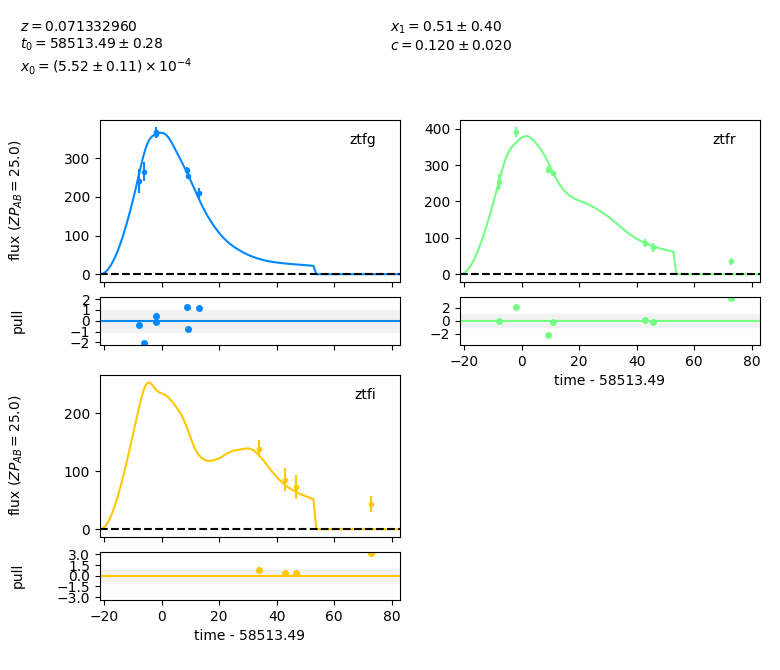 z = 0.071332960
t₀ = 58513.49 ± 0.28
x₀ = (5.52 ± 0.11) × 10⁻⁴
x₁ = 0.51 ± 0.40
c = 0.120 ± 0.020
flux (ZP_AB = 25.0)
ztfg
300
200
100
0
pull
2
1
0
−1
−2
ztfr
400
300
200
100
0
2
0
−2
−20 0 20 40 60 80
time - 58513.49
flux (ZP_AB = 25.0)
ztfi
200
100
0
pull
3.0
1.5
0.0
−1.5
−3.0
−20 0 20 40 60 80
time - 58513.49